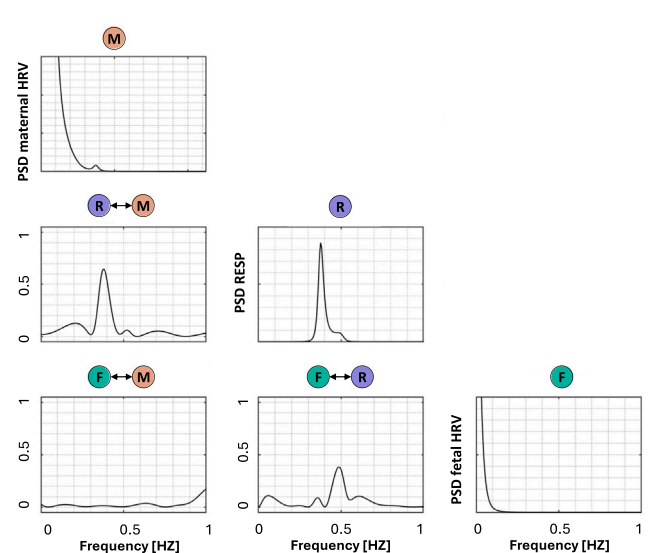 M
PSD maternal HRV
R M
R
1
0.5
0
PSD RESP
F M
F R
F
1
0.5
0
1
0.5
0
PSD fetal HRV
0 0.5 1
0 0.5 1
0 0.5 1
Frequency [HZ]
Frequency [HZ]
Frequency [HZ]